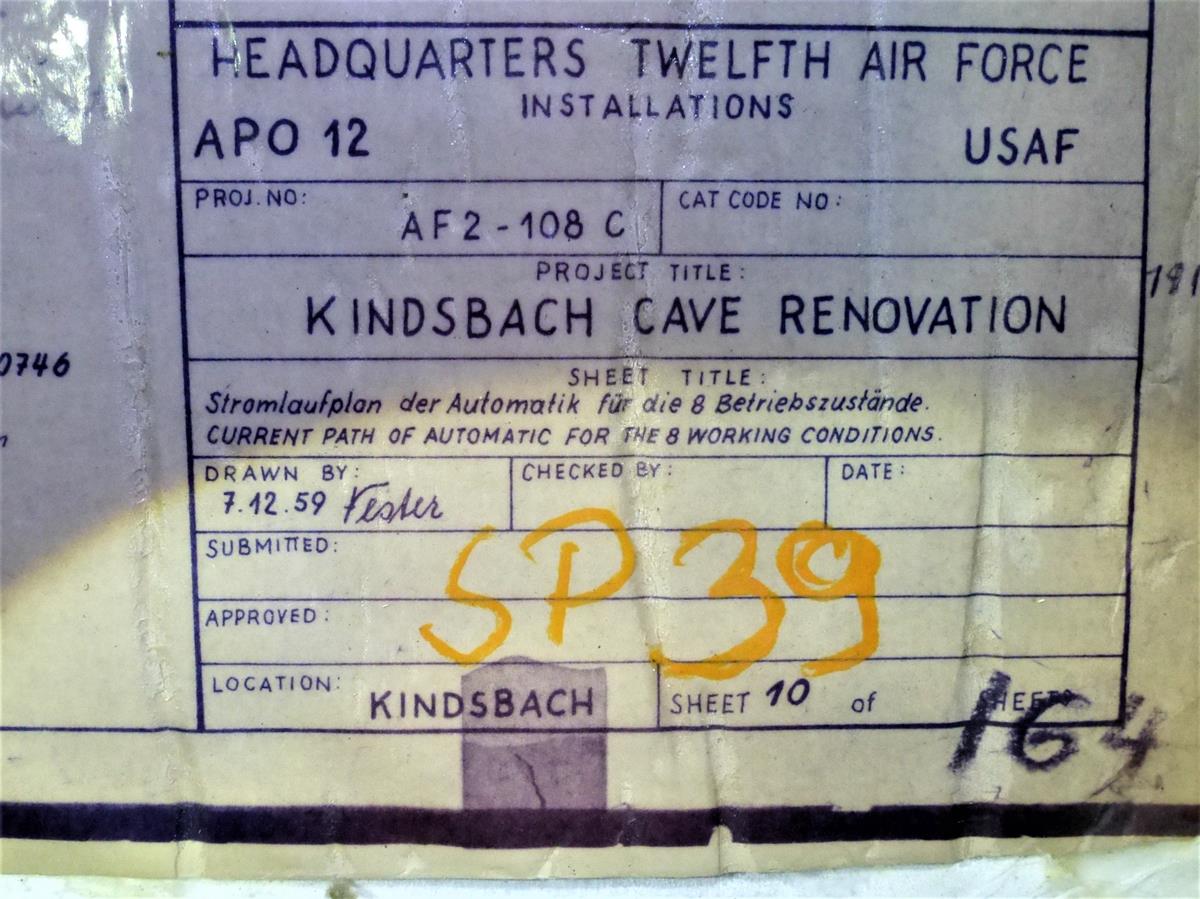 HEADQUARTERS TWELFTH AIR FORCE
INSTALLATIONS
APO 12 USAF
PROJ. NO: AF 2 - 108 C CAT CODE NO:
PROJECT TITLE:
KINDSBACH CAVE RENOVATION
0746
SHEET TITLE:
Stromlaufplan der Automatik für die 8 Betriebszustände.
CURRENT PATH OF AUTOMATIC FOR THE 8 WORKING CONDITIONS.
DRAWN BY: CHECKED BY: DATE:
7.12.59 Vester
SUBMITTED:
SP 39
APPROVED:
LOCATION: KINDSBACH SHEET 10 of SHEETS
164